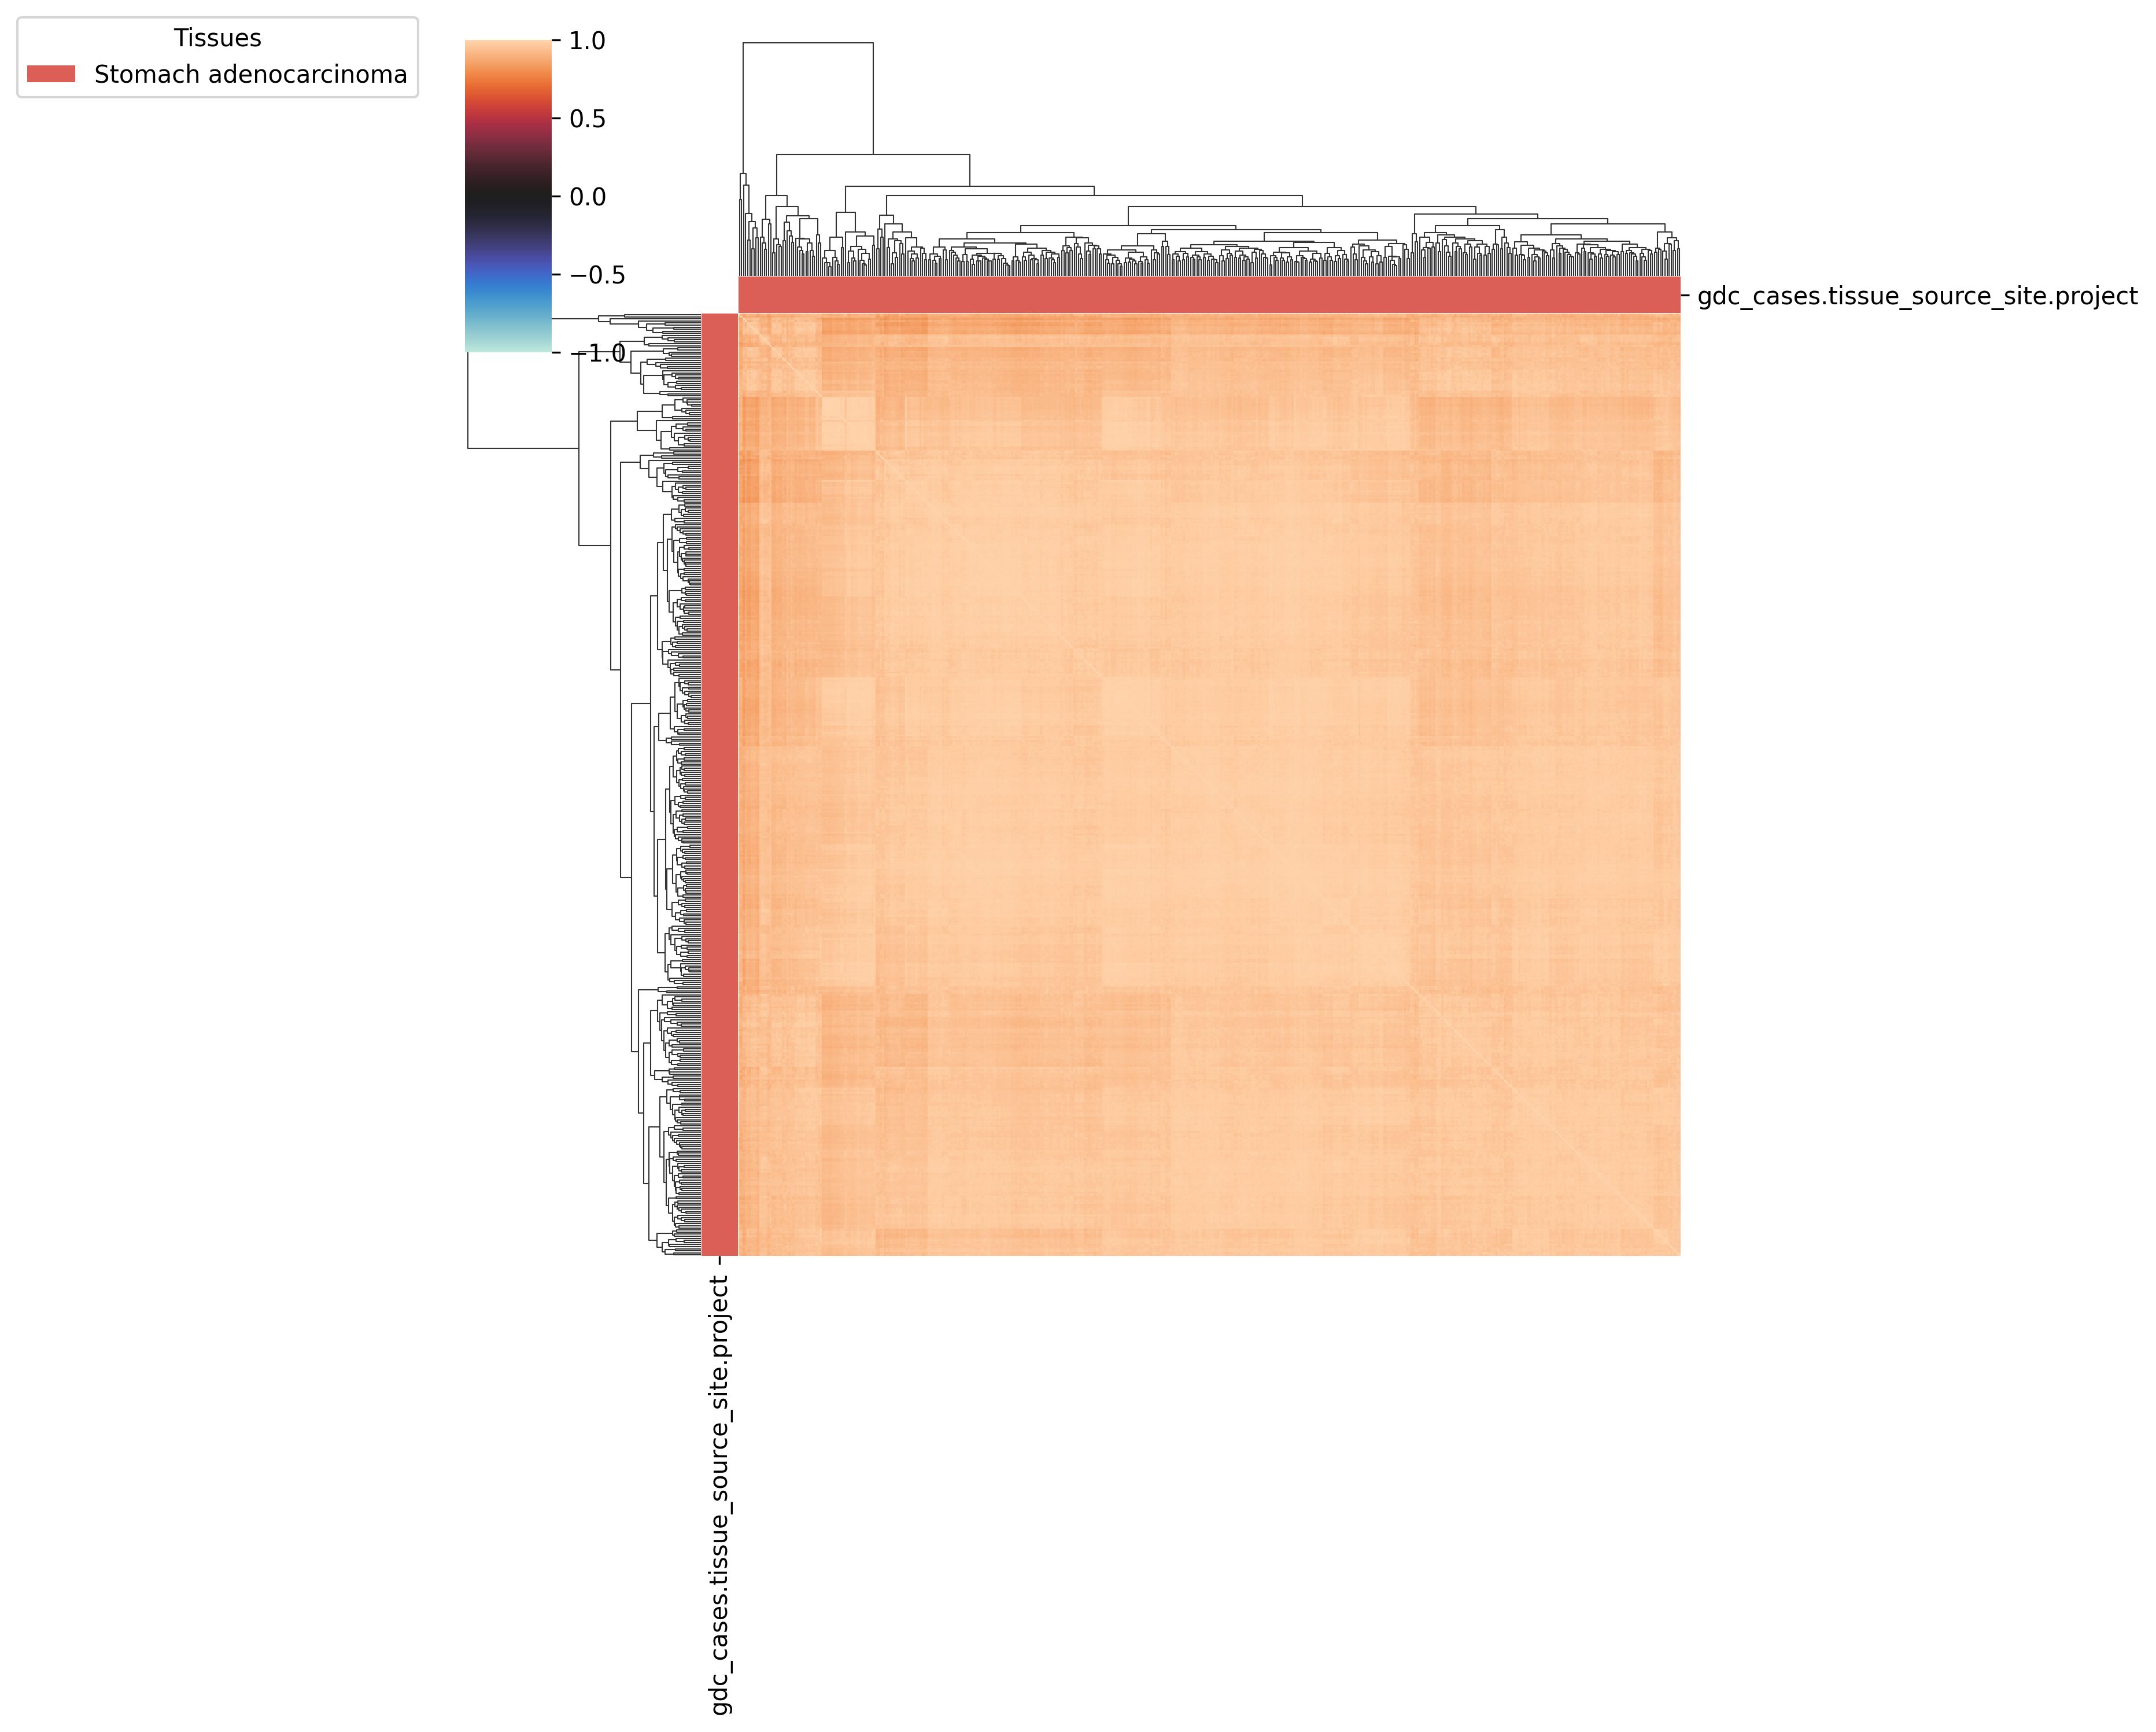 Tissues
Stomach adenocarcinoma
1.0
0.5
0.0
−0.5
−1.0
gdc_cases.tissue_source_site.project
gdc_cases.tissue_source_site.project